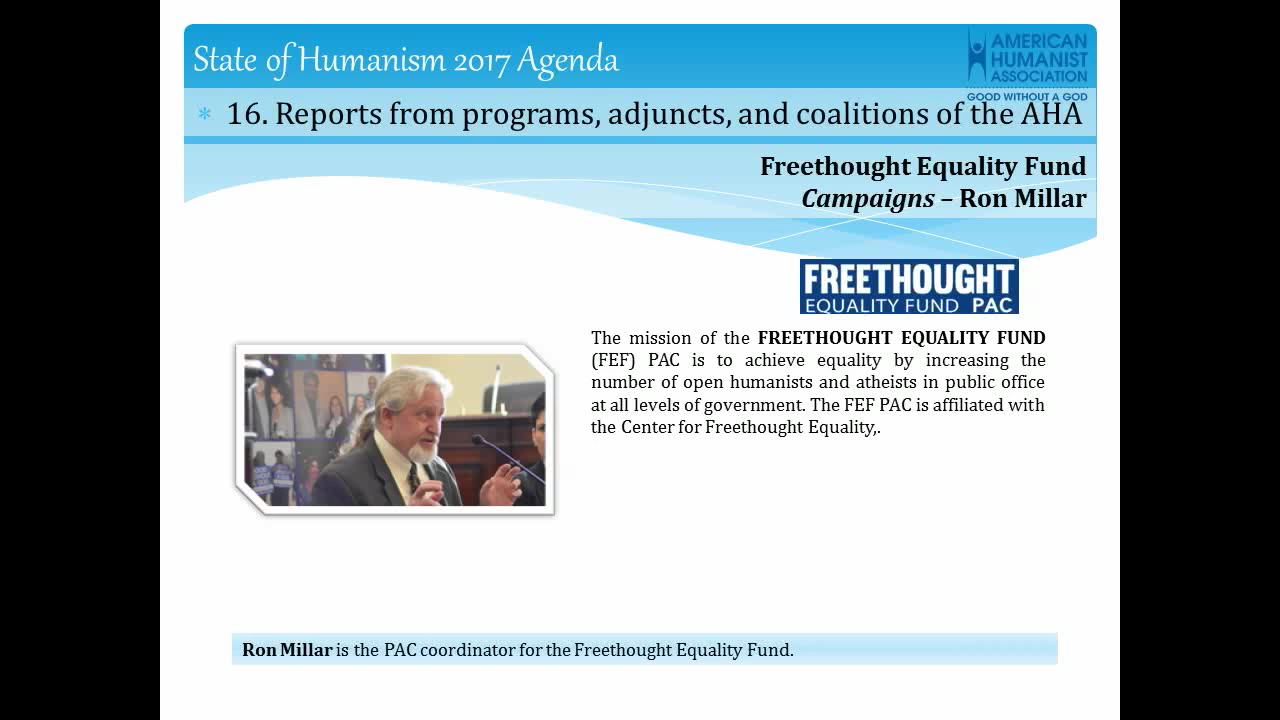 State of Humanism 2017 Agenda
AMERICAN
HUMANIST
ASSOCIATION
GOOD WITHOUT A GOD
* 16. Reports from programs, adjuncts, and coalitions of the AHA
Freethought Equality Fund
Campaigns – Ron Millar
FREETHOUGHT
EQUALITY FUND PAC
The mission of the FREETHOUGHT EQUALITY FUND
(FEF) PAC is to achieve equality by increasing the
number of open humanists and atheists in public office
at all levels of government. The FEF PAC is affiliated with
the Center for Freethought Equality,.
Ron Millar is the PAC coordinator for the Freethought Equality Fund.